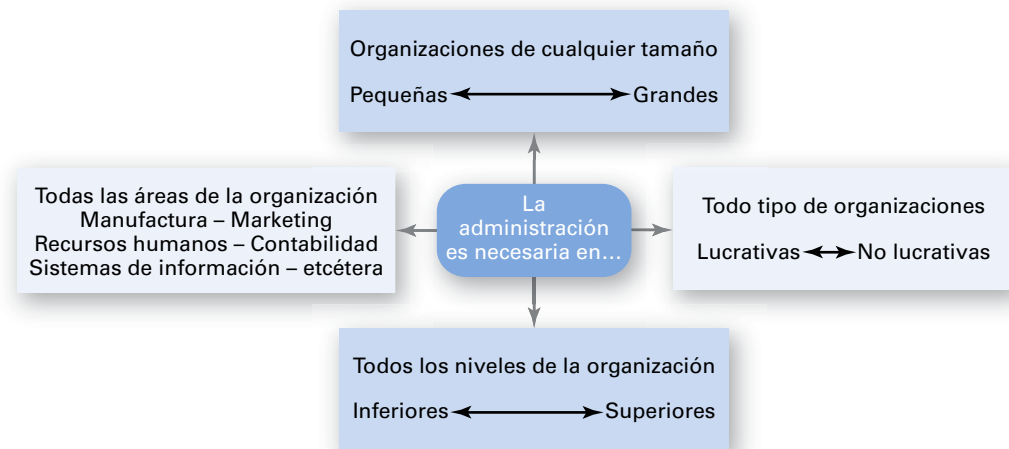 Organizaciones de cualquier tamaño
Pequeñas Grandes
Todas las áreas de la organización
Manufactura – Marketing
Recursos humanos – Contabilidad
Sistemas de información – etcétera
La
administración
es necesaria en…
Todo tipo de organizaciones
Lucrativas No lucrativas
Todos los niveles de la organización
Inferiores Superiores